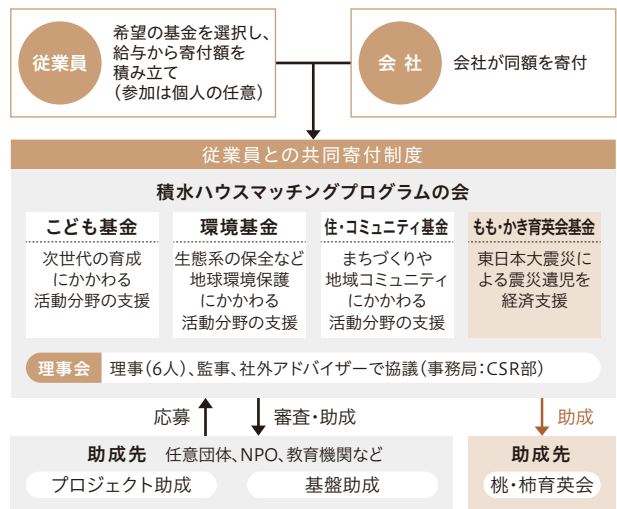 従業員
希望の基金を選択し、
給与から寄付額を
積み立て
（参加は個人の任意）
会社
会社が同額を寄付
従業員との共同寄付制度
積水ハウスマッチングプログラムの会
こども基金
次世代の育成
にかかわる
活動分野の支援
環境基金
生態系の保全など
地球環境保護
にかかわる
活動分野の支援
住・コミュニティ基金
まちづくりや
地域コミュニティ
にかかわる
活動分野の支援
もも・かき育英会基金
東日本大震災に
よる震災遺児を
経済支援
理事会 理事（6人）、監事、社外アドバイザーで協議（事務局：CSR部）
応募 審査・助成 助成
助成先 任意団体、NPO、教育機関など
プロジェクト助成 基盤助成
助成先
桃・柿育英会